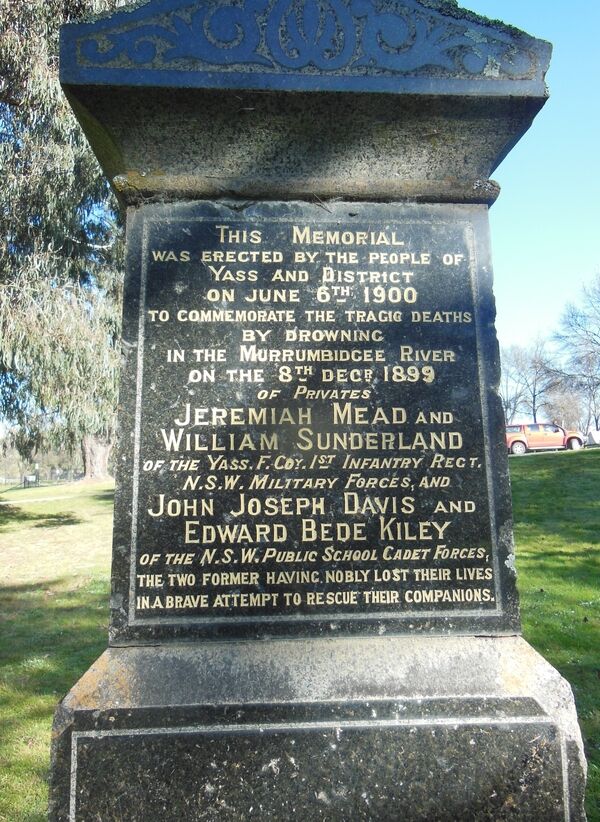 THIS MEMORIAL
WAS ERECTED BY THE PEOPLE OF
YASS AND DISTRICT
ON JUNE 6TH 1900
TO COMMEMORATE THE TRAGIC DEATHS
BY DROWNING
IN THE MURRUMBIDGEE RIVER
ON THE 8TH DECR. 1899
OF PRIVATES
JEREMIAH MEAD AND
WILLIAM SUNDERLAND
OF THE YASS. F. COY. 1ST INFANTRY REGT.
N.S.W. MILITARY FORCES, AND
JOHN JOSEPH DAVIS AND
EDWARD BEDE KILEY
OF THE N.S.W. PUBLIC SCHOOL CADET FORCES,
THE TWO FORMER HAVING NOBLY LOST THEIR LIVES
IN A BRAVE ATTEMPT TO RESCUE THEIR COMPANIONS.